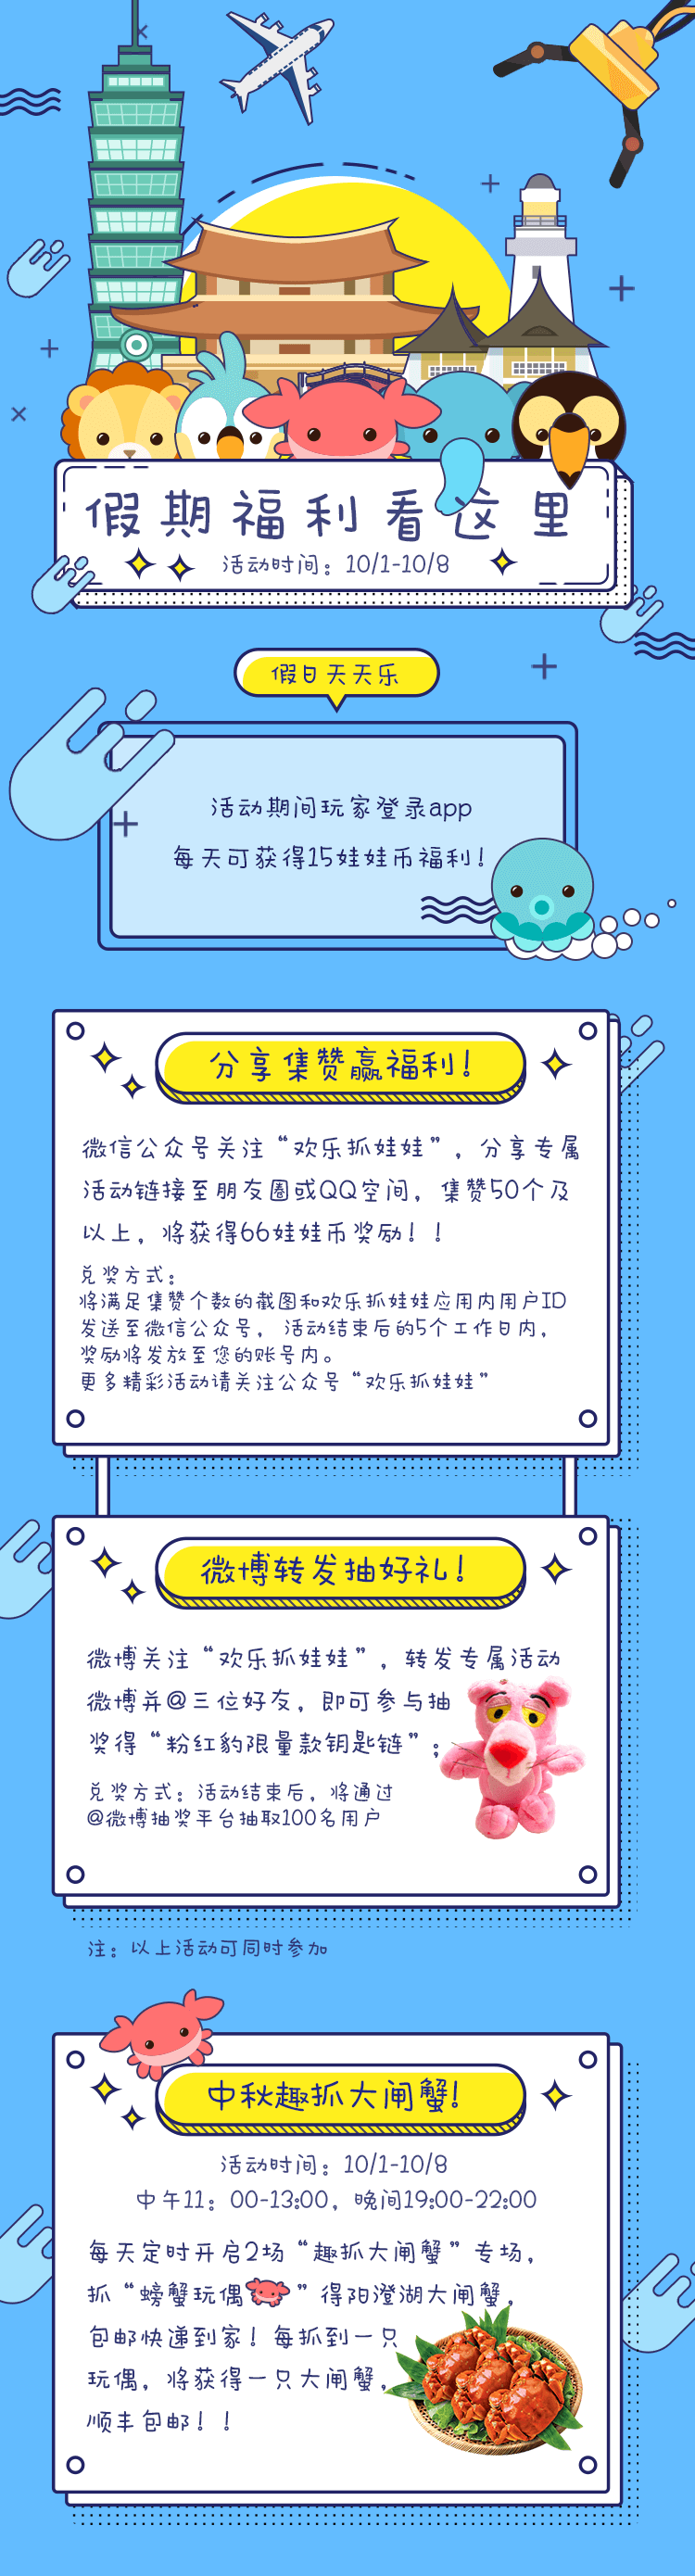 假期福利看这里
活动时间：10/1-10/8
假日天天乐
活动期间玩家登录app
每天可获得15娃娃币福利！
分享集赞赢福利！
微信公众号关注“欢乐抓娃娃”，分享专属
活动链接至朋友圈或QQ空间，集赞50个及
以上，将获得66娃娃币奖励！！
兑奖方式：
将满足集赞个数的截图和欢乐抓娃娃应用内用户ID
发送至微信公众号， 活动结束后的5个工作日内，
奖励将发放至您的账号内。
更多精彩活动请关注公众号“欢乐抓娃娃”
微博转发抽好礼！
微博关注“欢乐抓娃娃”，转发专属活动
微博并@三位好友，即可参与抽
奖得“粉红豹限量款钥匙链”；
兑奖方式：活动结束后，将通过
@微博抽奖平台抽取100名用户
注：以上活动可同时参加
中秋趣抓大闸蟹！
活动时间：10/1-10/8
中午11：00-13:00，晚间19:00-22:00
每天定时开启2场“趣抓大闸蟹”专场，
抓“螃蟹玩偶”得阳澄湖大闸蟹，
包邮快递到家！每抓到一只
玩偶，将获得一只大闸蟹，
顺丰包邮！！